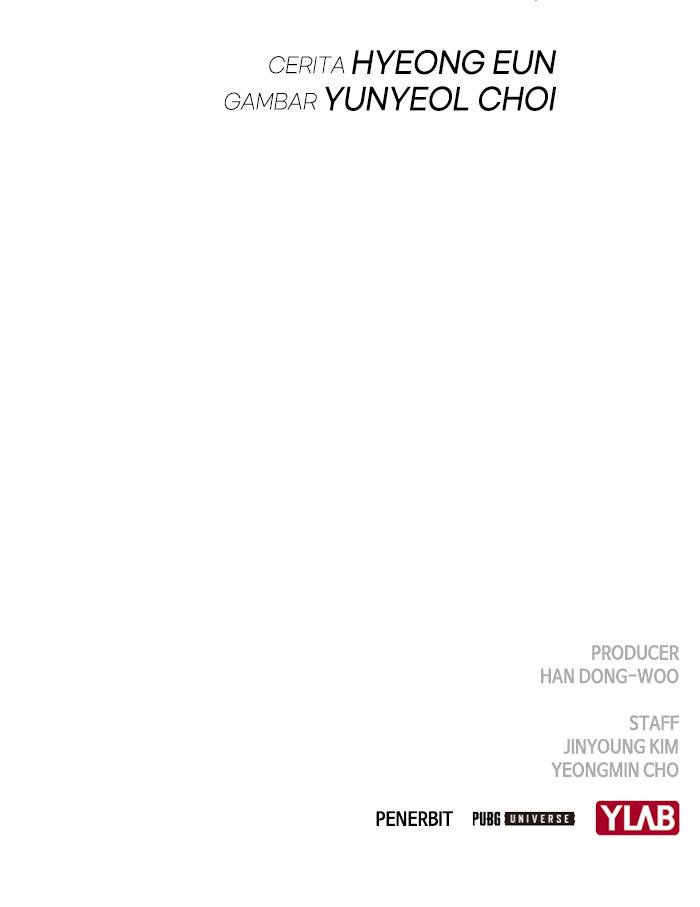 CERITA HYEONG EUN
GAMBAR YUNYEOL CHOI
PRODUCER
HAN DONG-WOO
STAFF
JINYOUNG KIM
YEONGMIN CHO
PENERBIT PUBG UNIVERSE YLAB